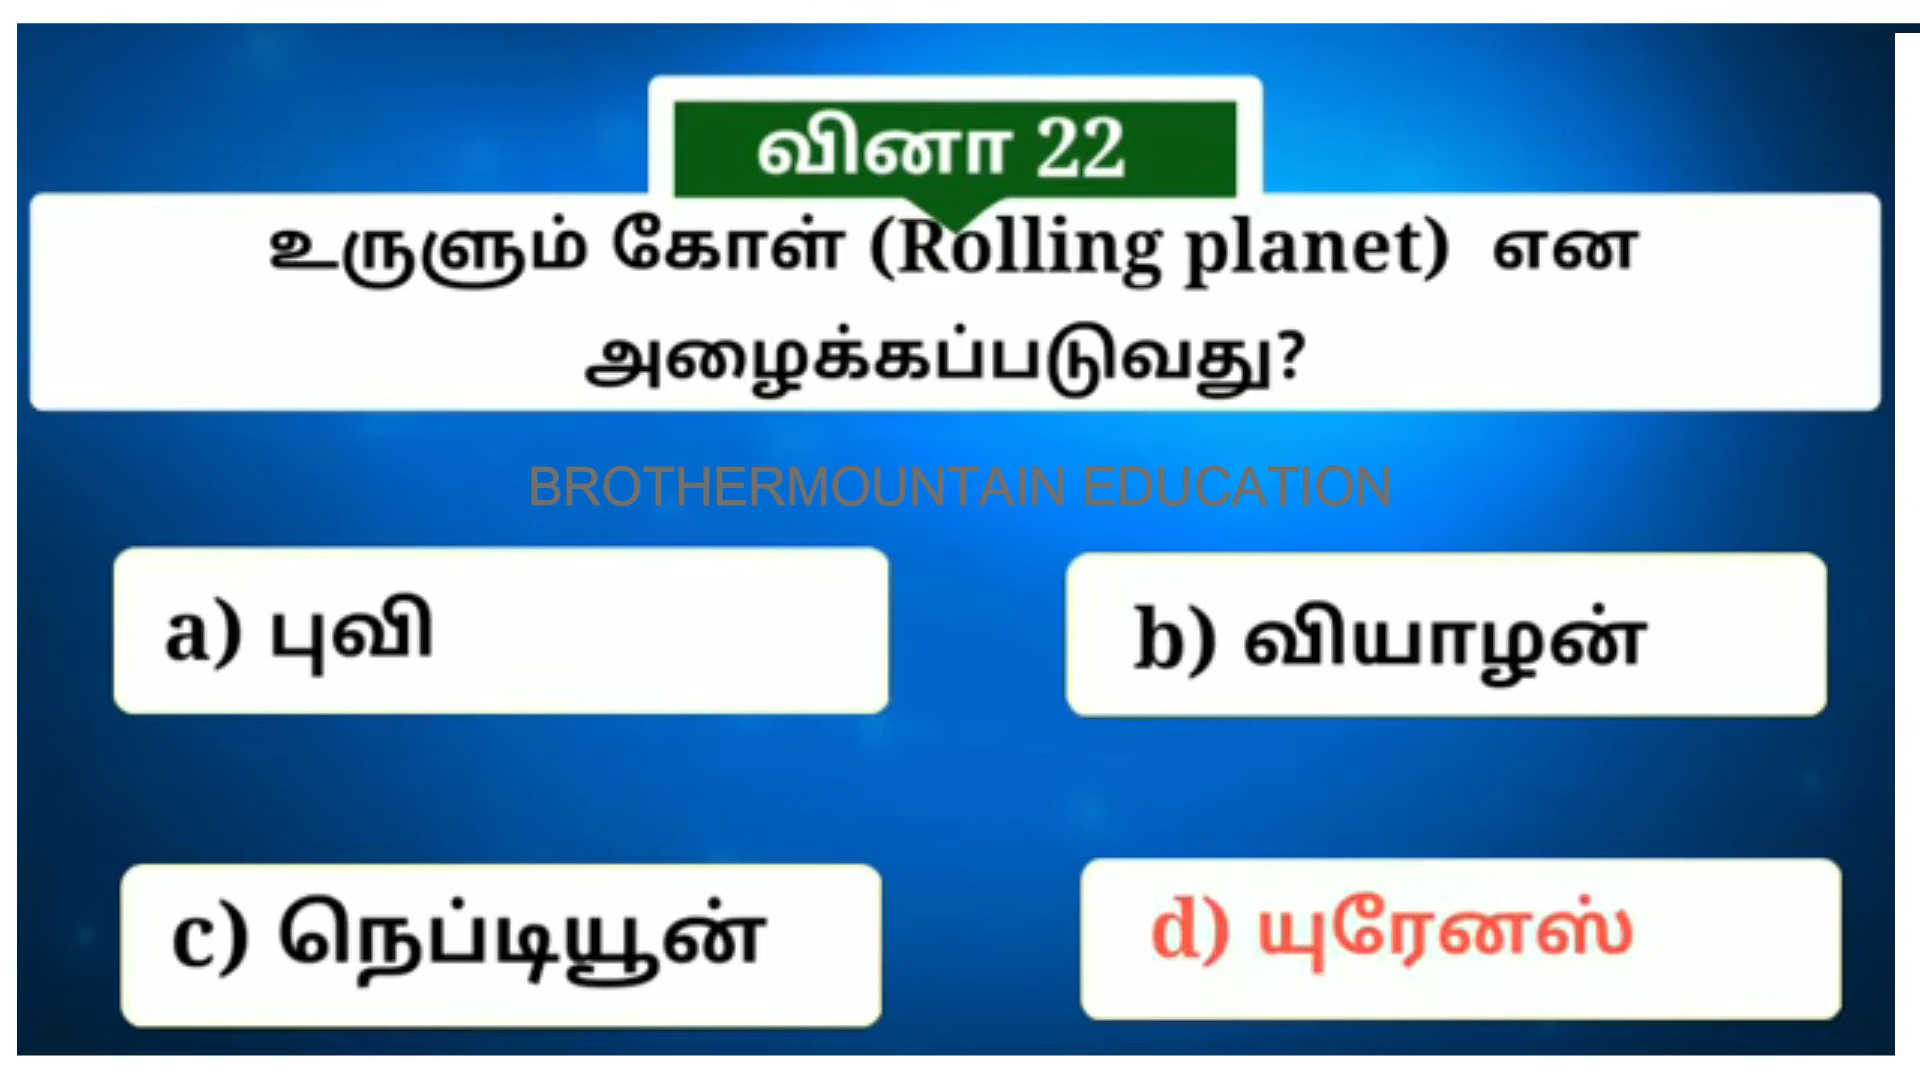 வினா 22
உருளும் கோள் (Rolling planet) என
அழைக்கப்படுவது?
BROTHERMOUNTAIN EDUCATION
a) புவி
b) வியாழன்
c) நெப்டியூன்
d) யுரேனஸ்